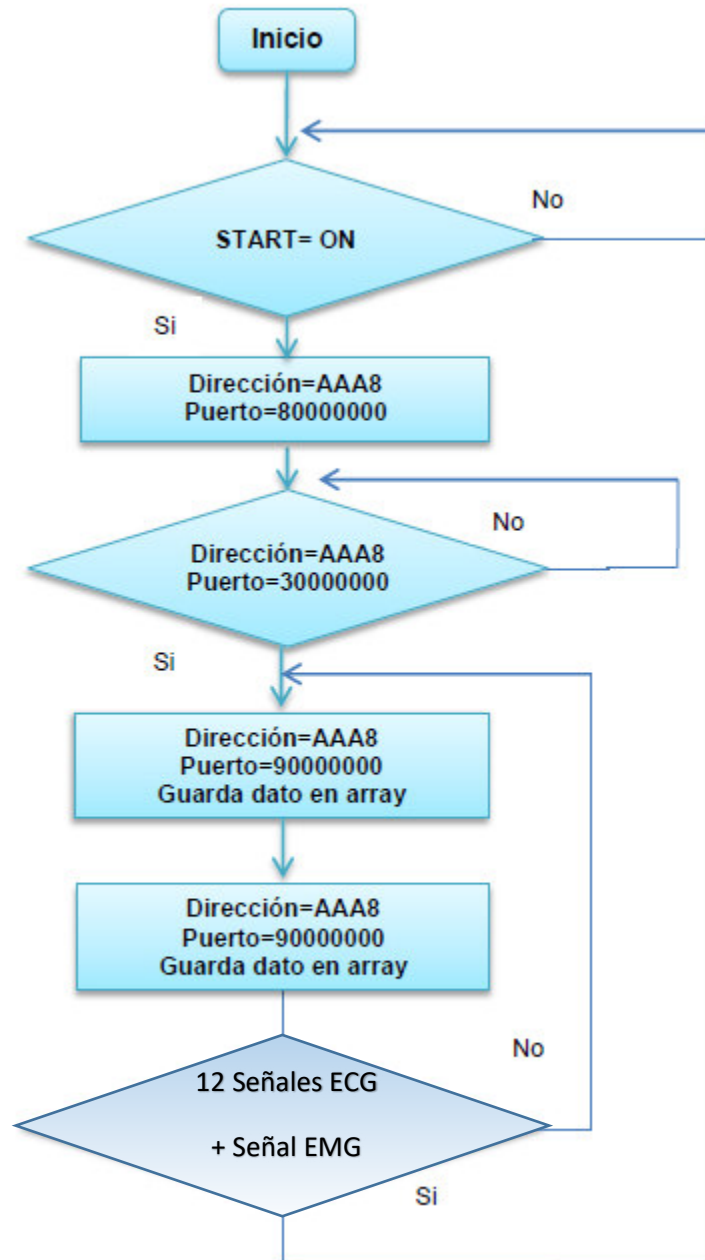 Inicio
No
START= ON
Si
Dirección=AAA8
Puerto=80000000
No
Dirección=AAA8
Puerto=30000000
Si
Dirección=AAA8
Puerto=90000000
Guarda dato en array
Dirección=AAA8
Puerto=90000000
Guarda dato en array
No
12 Señales ECG
+ Señal EMG
Si